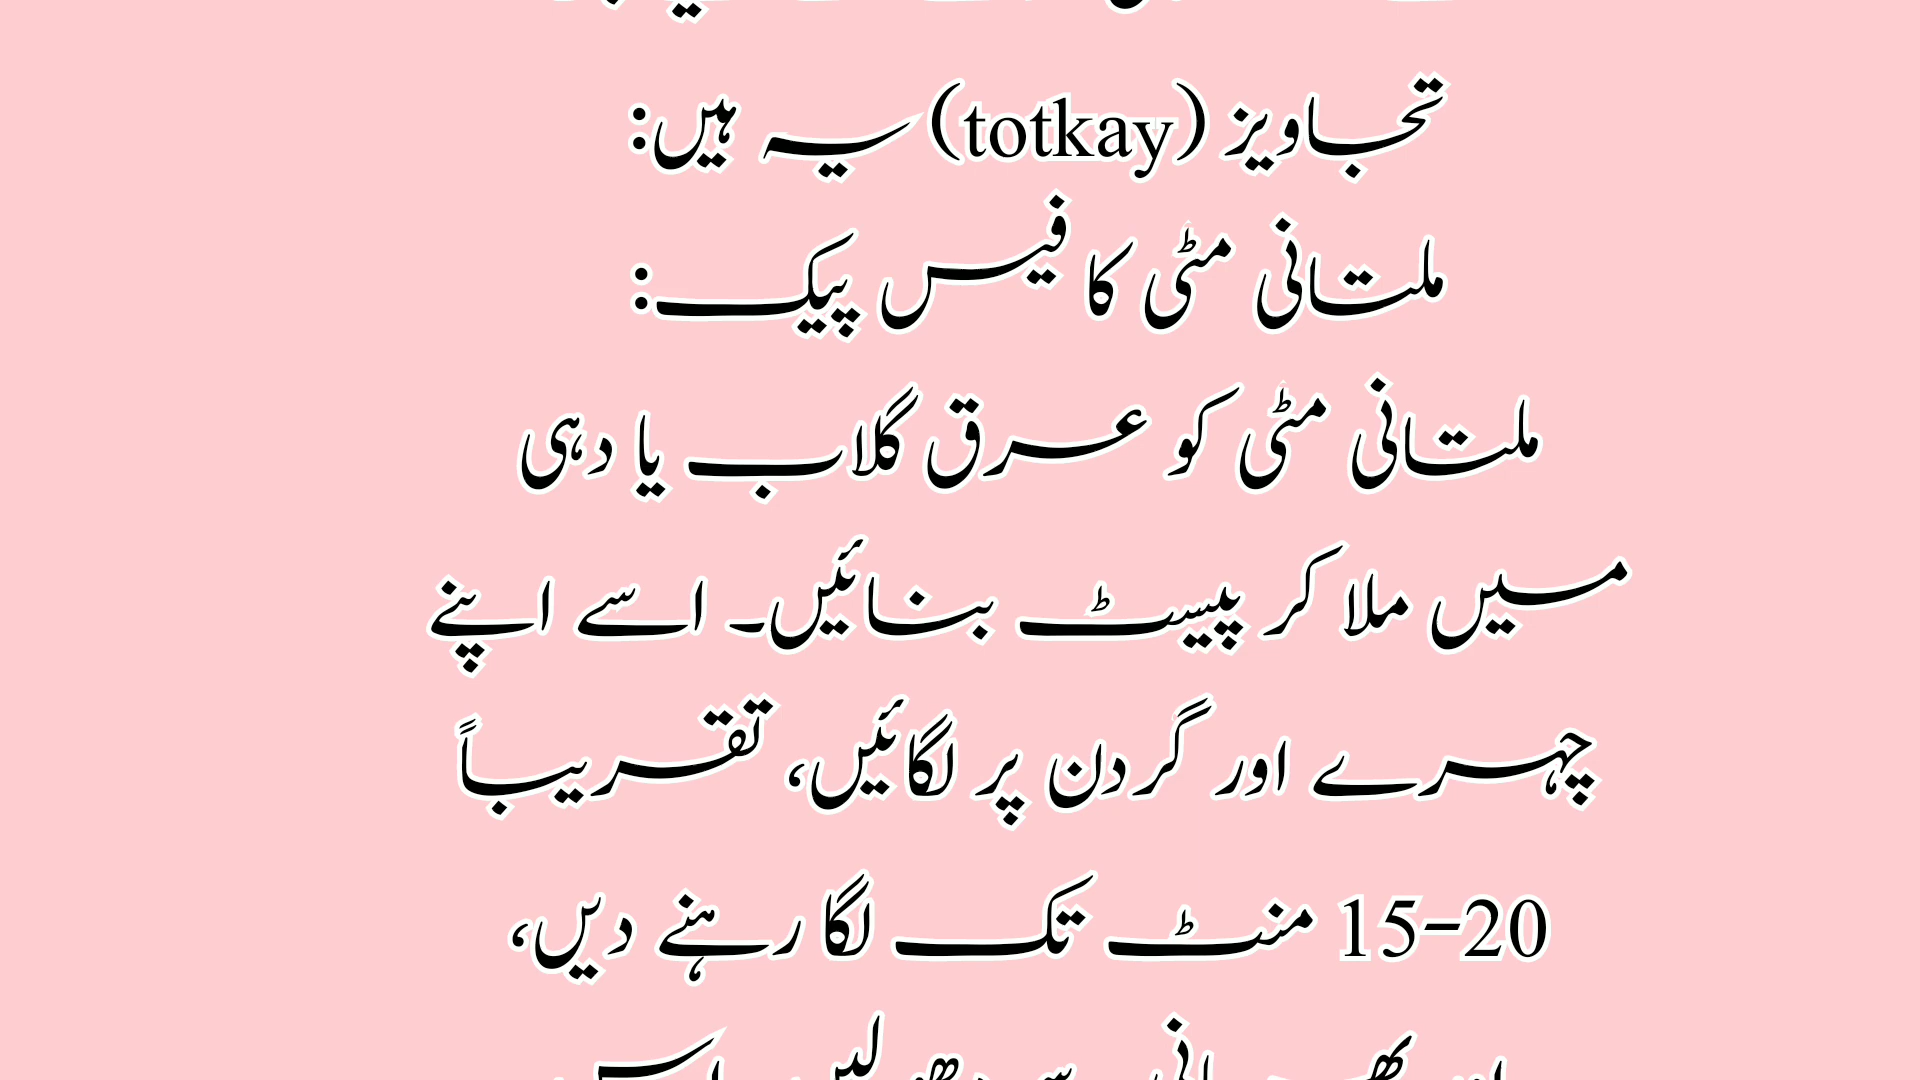 تجاویز (totkay) یہ ہیں:
ملتانی مٹی کا فیس پیک:
ملتانی مٹی کو عرق گلاب یا دہی
میں ملا کر پیسٹ بنائیں۔ اسے اپنے
چہرے اور گردن پر لگائیں، تقریباً
15-20 منٹ تک لگا رہنے دیں،